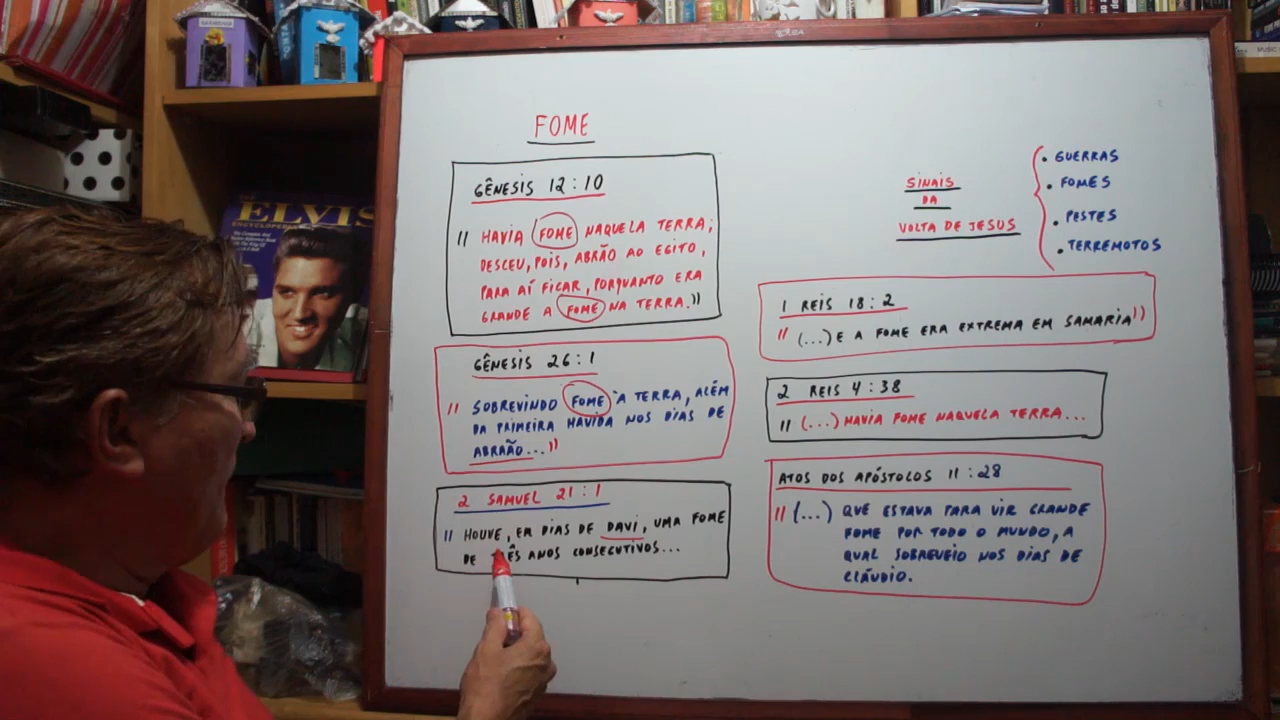 ELVIS
ENCYCLOPEDIA
FOME
GÊNESIS 12:10
" HAVIA FOME NAQUELA TERRA;
DESCEU, POIS, ABRÃO AO EGITO,
PARA AÍ FICAR, PORQUANTO ERA
GRANDE A FOME NA TERRA."
GÊNESIS 26:1
" SOBREVINDO FOME À TERRA, ALÉM
DA PRIMEIRA HAVIDA NOS DIAS DE
ABRAÃO..."
2 SAMUEL 21:1
" HOUVE, EM DIAS DE DAVI, UMA FOME
DE TRÊS ANOS CONSECUTIVOS...
SINAIS
DA
VOLTA DE JESUS
• GUERRAS
• FOMES
• PESTES
• TERREMOTOS
1 REIS 18:2
" (...) E A FOME ERA EXTREMA EM SAMARIA"
2 REIS 4:38
" (...) HAVIA FOME NAQUELA TERRA...
ATOS DOS APÓSTOLOS 11:28
" (...) QUE ESTAVA PARA VIR GRANDE
FOME POR TODO O MUNDO, A
QUAL SOBREVEIO NOS DIAS DE
CLÁUDIO.